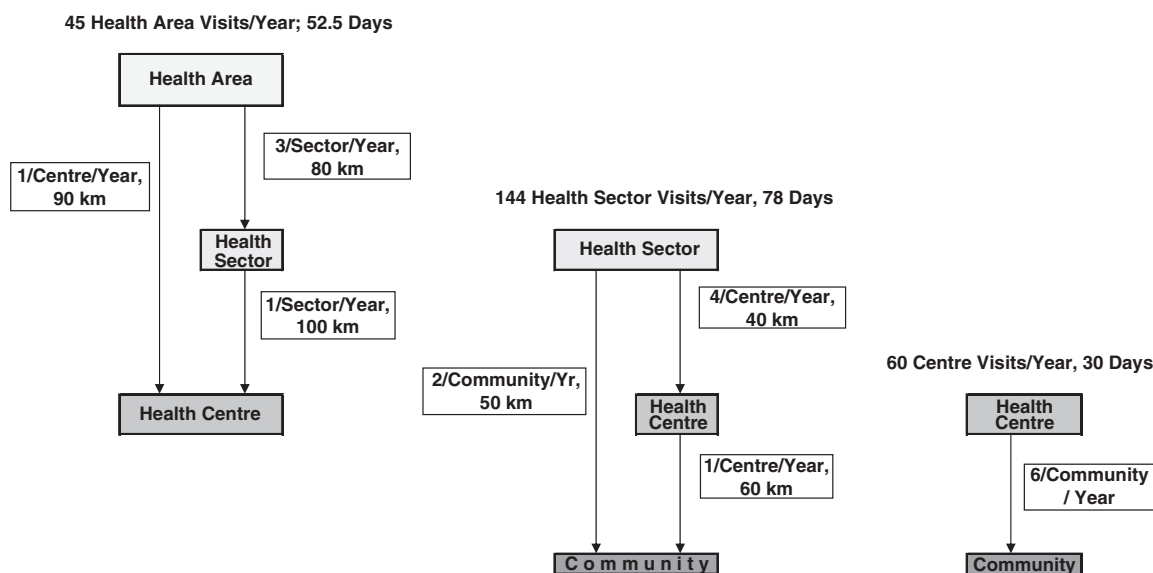 45 Health Area Visits/Year; 52.5 Days
Health Area
3/Sector/Year,
80 km
1/Centre/Year,
90 km
Health
Sector
1/Sector/Year,
100 km
Health Centre
144 Health Sector Visits/Year, 78 Days
Health Sector
4/Centre/Year,
40 km
2/Community/Yr,
50 km
Health
Centre
1/Centre/Year,
60 km
Community
60 Centre Visits/Year, 30 Days
Health
Centre
6/Community
/ Year
Community